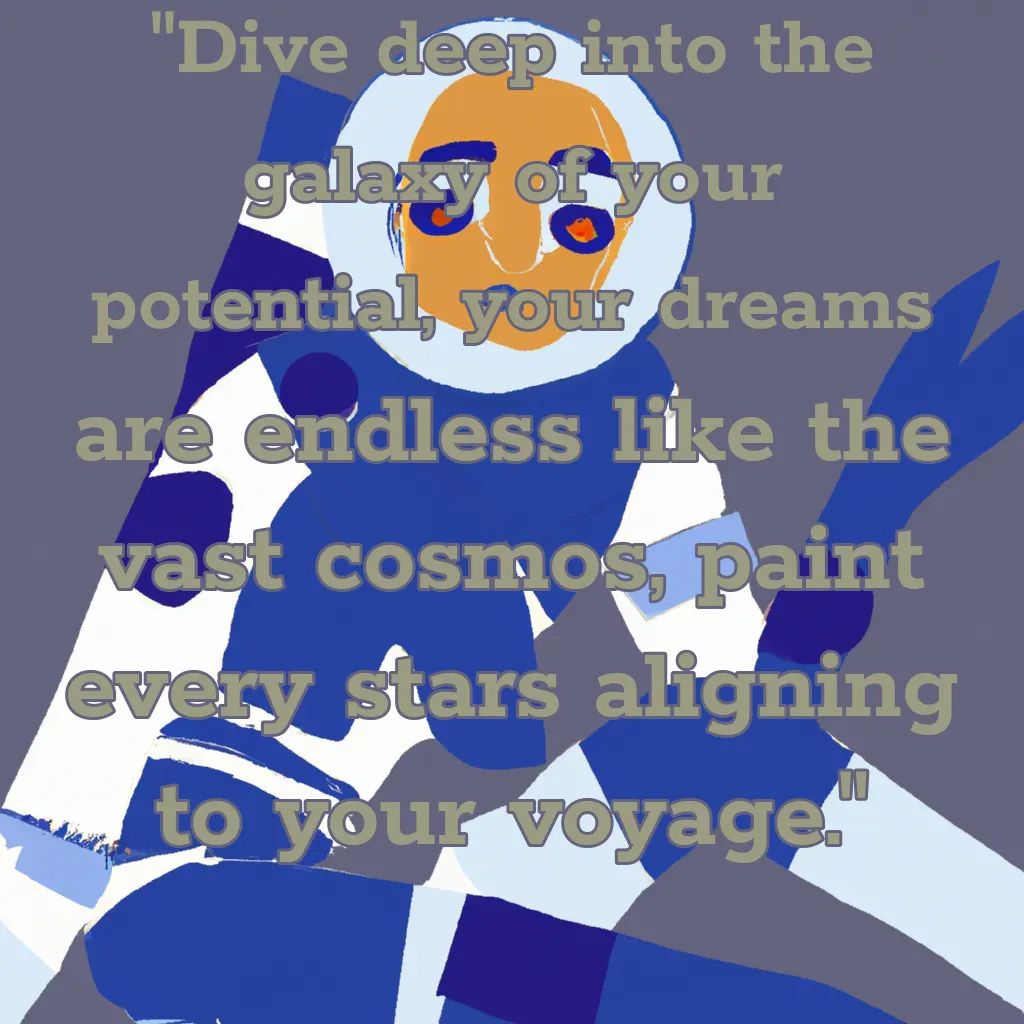 "Dive deep into the
galaxy of your
potential, your dreams
are endless like the
vast cosmos, paint
every stars aligning
to your voyage."